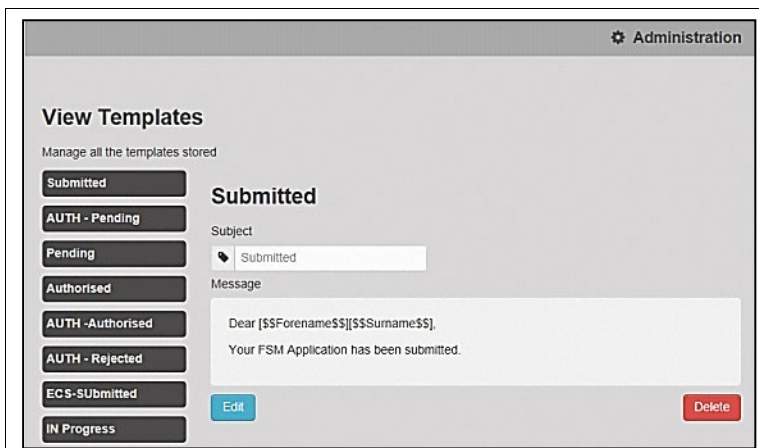 Administration
View Templates
Manage all the templates stored
Submitted
AUTH - Pending
Pending
Authorised
AUTH -Authorised
AUTH - Rejected
ECS-SUbmitted
IN Progress
Submitted
Subject
Submitted
Message
Dear [$$Forename$$][$$Surname$$],
Your FSM Application has been submitted.
Edit
Delete